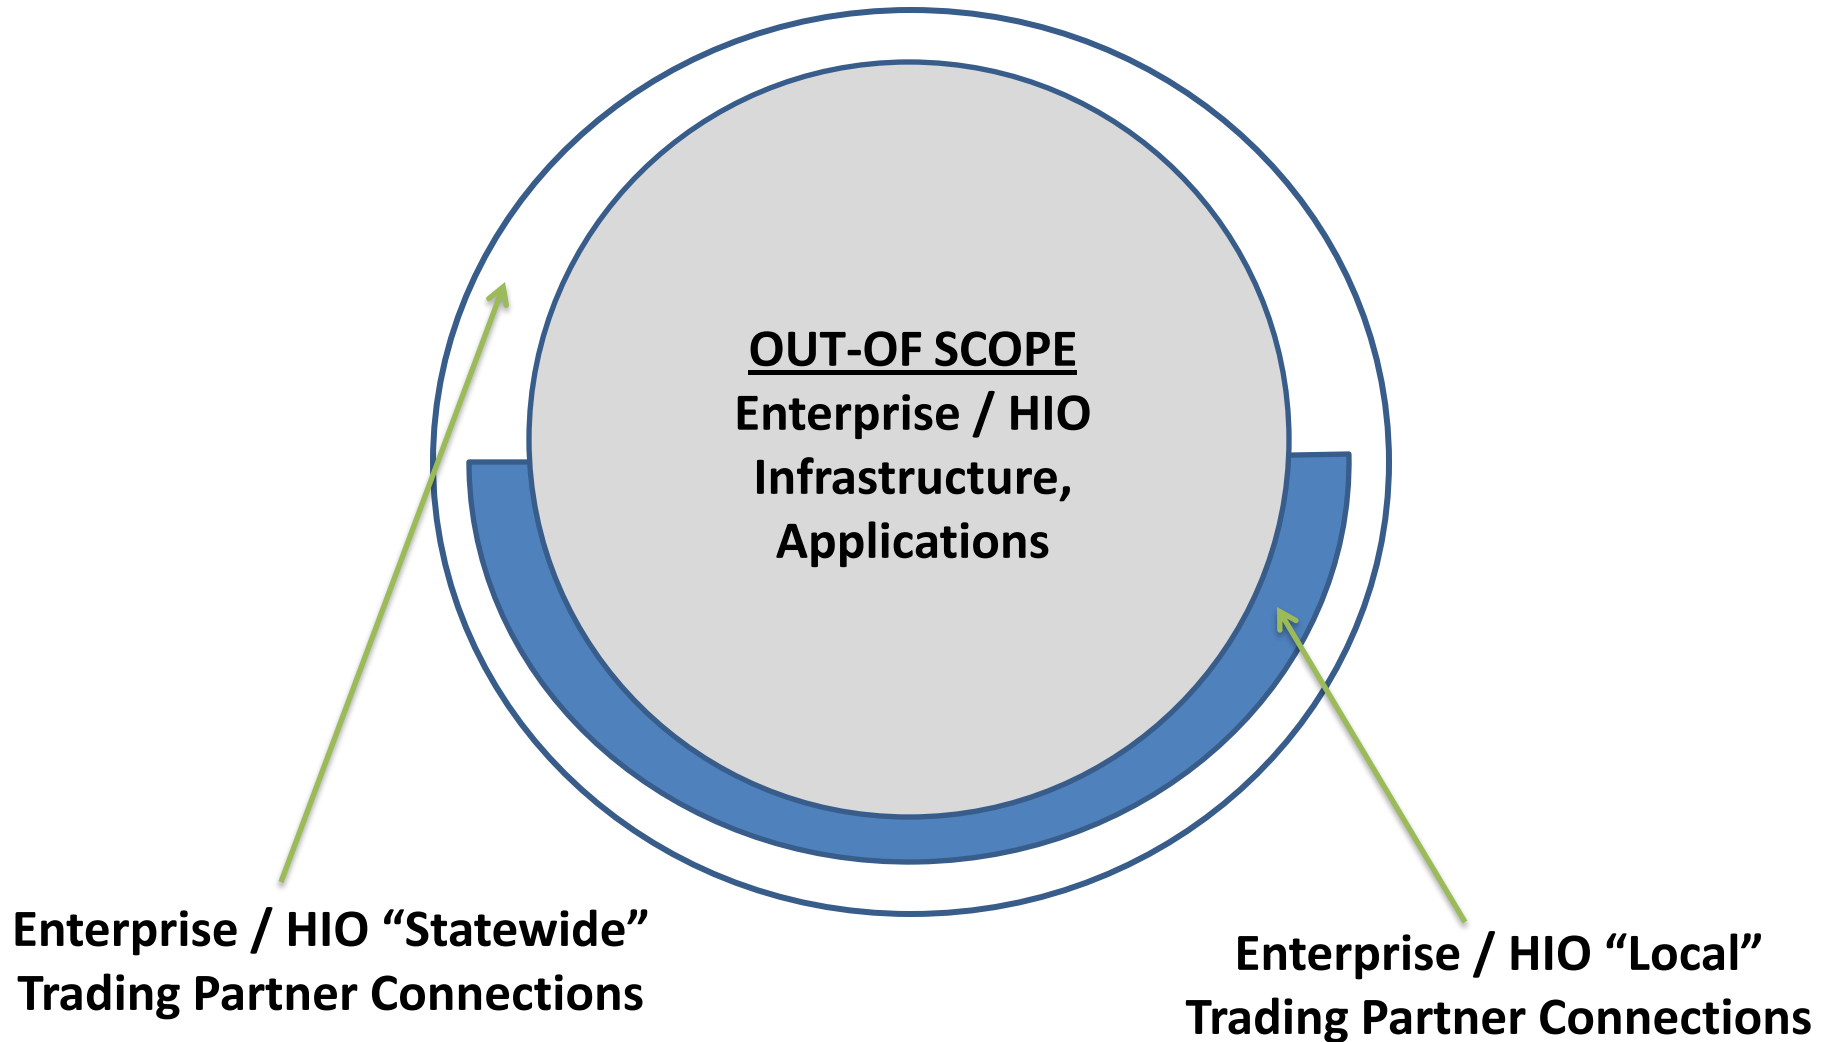 OUT-OF SCOPE
Enterprise / HIO
Infrastructure,
Applications
Enterprise / HIO “Statewide”
Trading Partner Connections
Enterprise / HIO “Local”
Trading Partner Connections